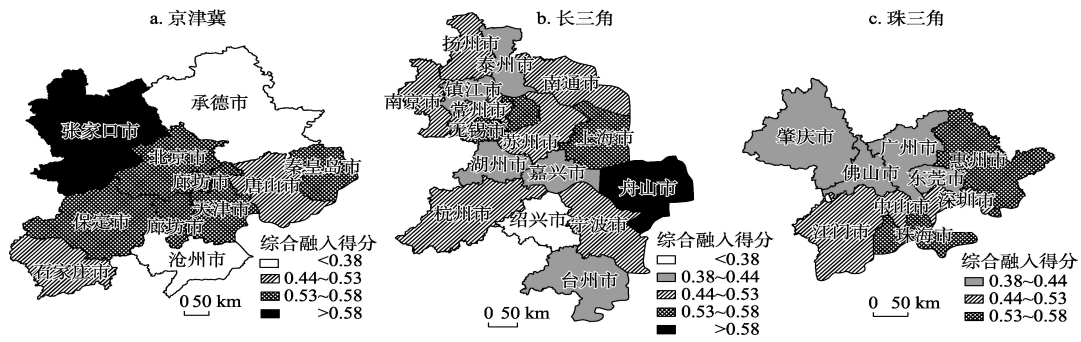 a. 京津冀
承德市
张家口市
北京市
秦皇岛市
廊坊市
唐山市
天津市
保定市
廊坊市
沧州市
石家庄市
综合融入得分
<0.38
0.44~0.53
0.53~0.58
>0.58
0 50 km
b. 长三角
扬州市
泰州市
南通市
镇江市
南京市
常州市
无锡市
苏州市
上海市
湖州市
嘉兴市
舟山市
杭州市
绍兴市
宁波市
台州市
综合融入得分
<0.38
0.38~0.44
0.44~0.53
0.53~0.58
>0.58
0 50 km
c. 珠三角
肇庆市
广州市
惠州市
佛山市
东莞市
深圳市
中山市
江门市
珠海市
综合融入得分
0.38~0.44
0.44~0.53
0.53~0.58
0 50 km